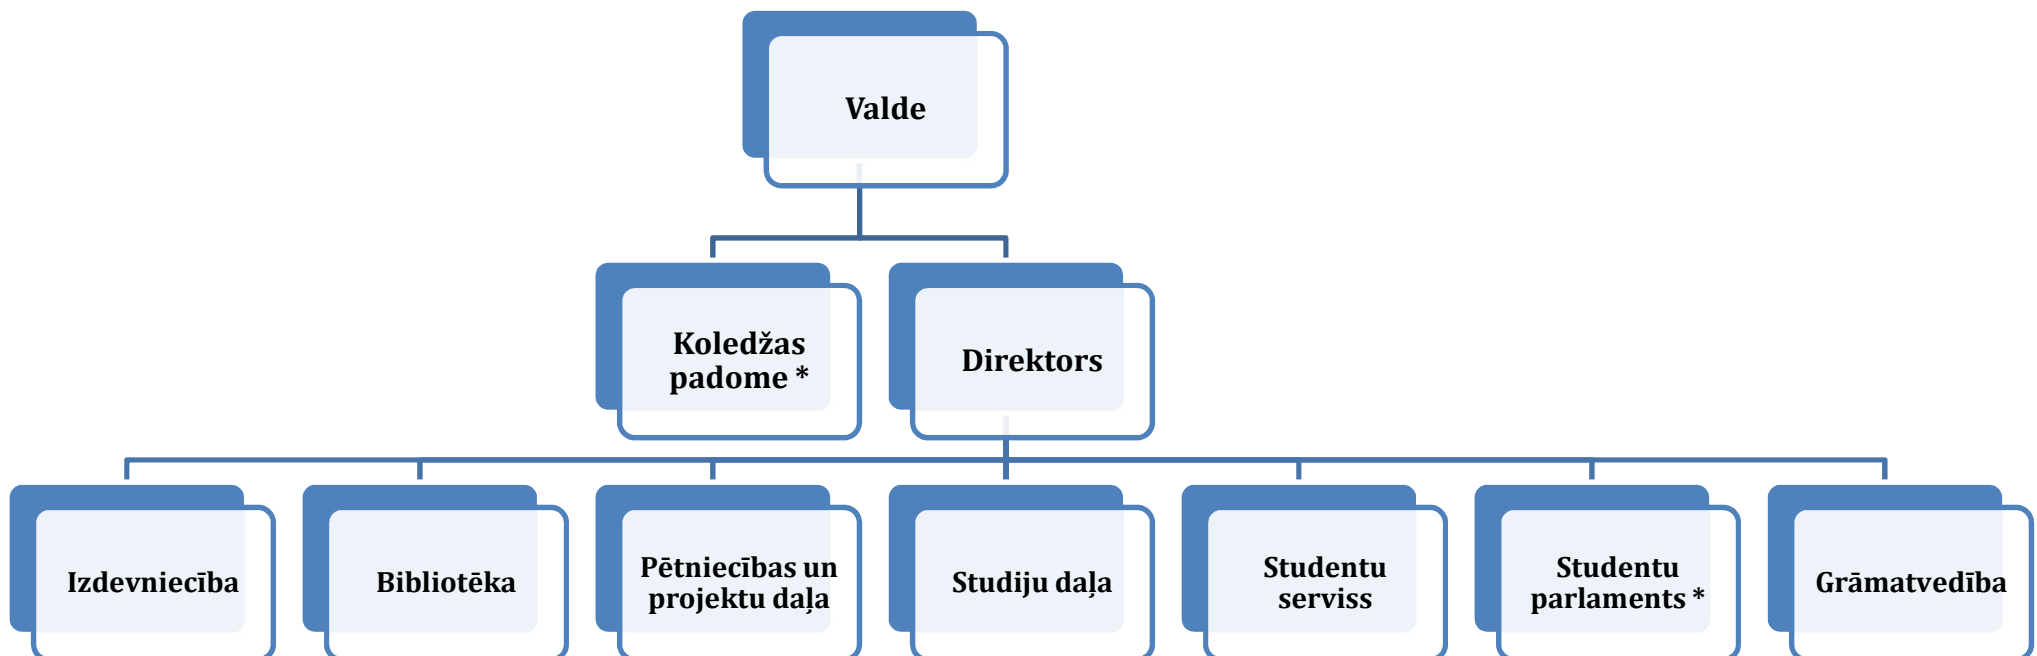 Valde
Koledžas
padome *
Direktors
Izdevniecība
Bibliotēka
Pētniecības un
projektu daļa
Studiju daļa
Studentu
serviss
Studentu
parlaments *
Grāmatvedība